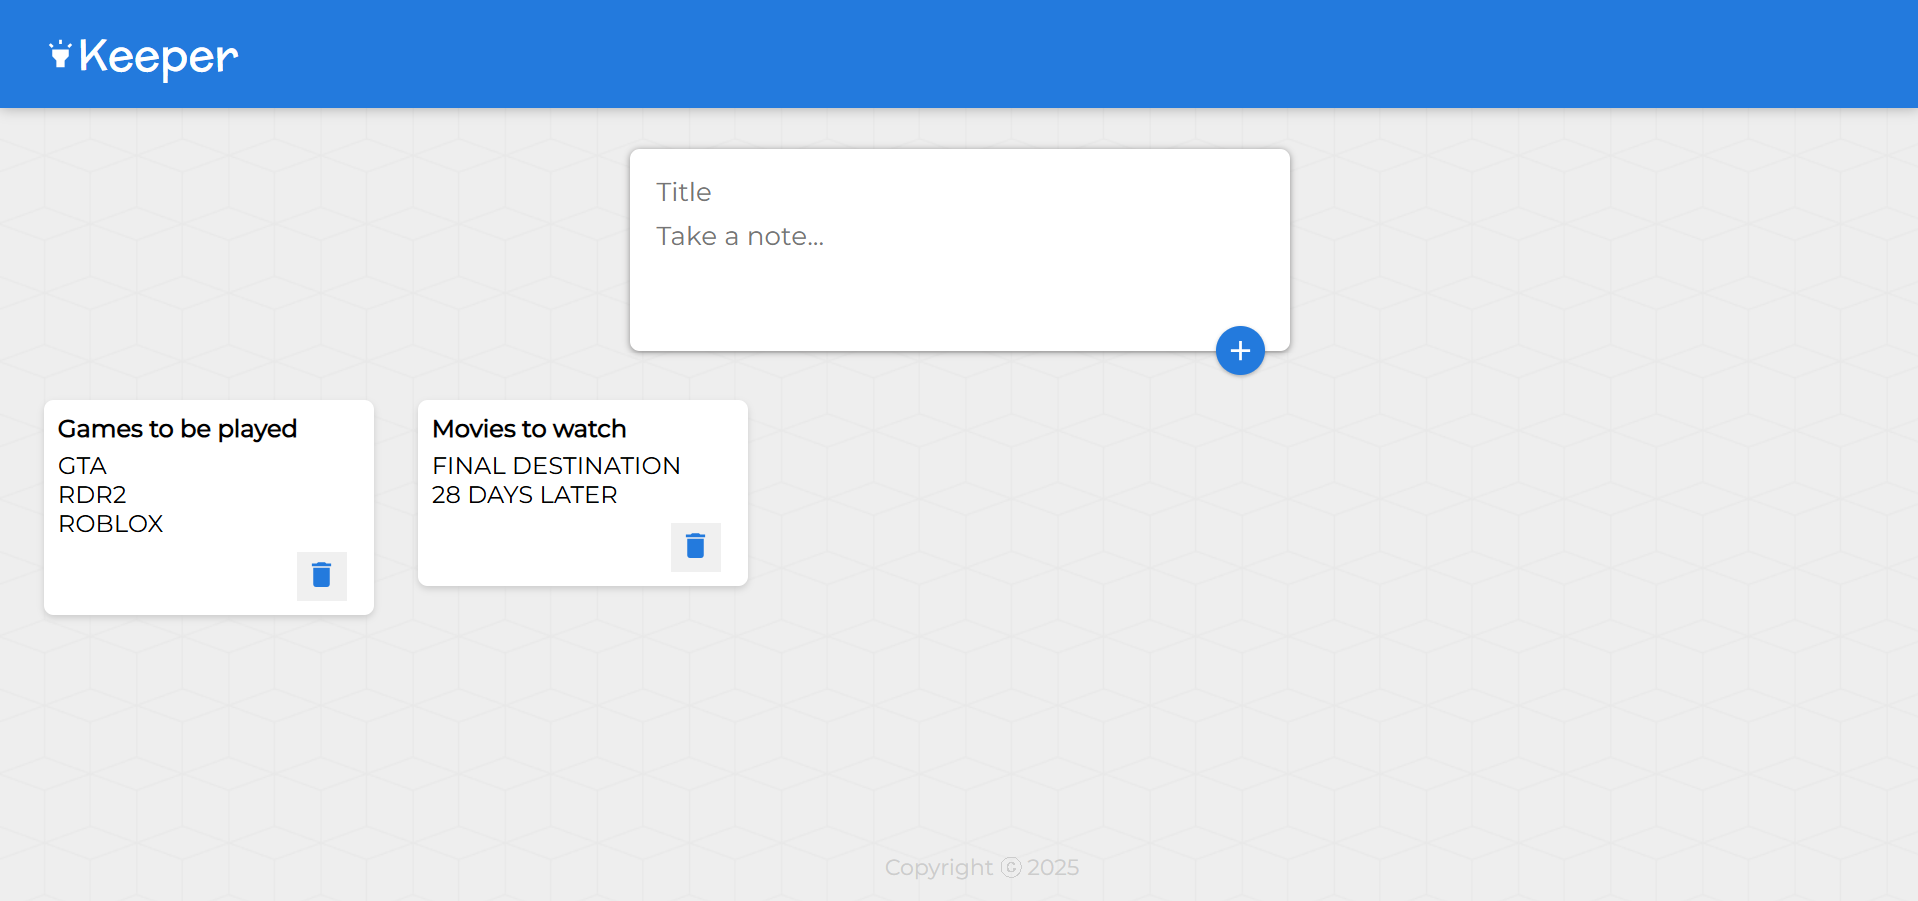 Keeper
Title
Take a note...
Games to be played
GTA
RDR2
ROBLOX
Movies to watch
FINAL DESTINATION
28 DAYS LATER
Copyright ⓒ 2025